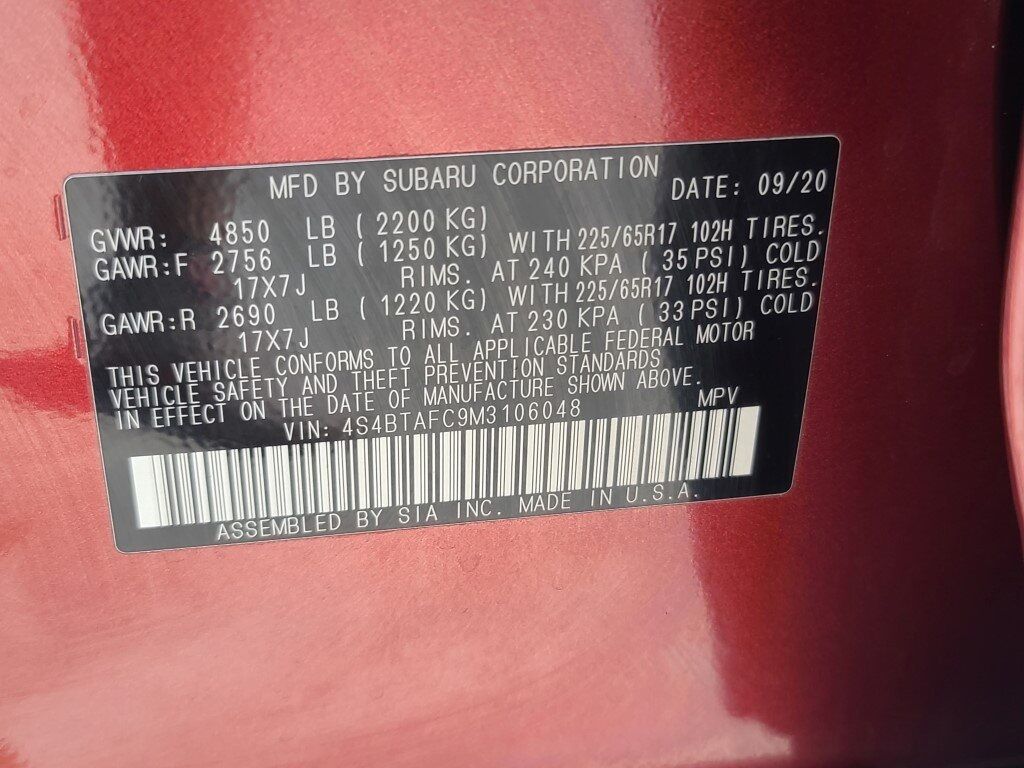 MFD BY SUBARU CORPORATION DATE: 09/20
GVWR: 4850 LB ( 2200 KG)
GAWR:F 2756 LB ( 1250 KG) WITH 225/65R17 102H TIRES.
17X7J RIMS. AT 240 KPA ( 35 PSI) COLD
GAWR:R 2690 LB ( 1220 KG) WITH 225/65R17 102H TIRES.
17X7J RIMS. AT 230 KPA ( 33 PSI) COLD
THIS VEHICLE CONFORMS TO ALL APPLICABLE FEDERAL MOTOR
VEHICLE SAFETY AND THEFT PREVENTION STANDARDS
IN EFFECT ON THE DATE OF MANUFACTURE SHOWN ABOVE.
VIN: 4S4BTAFC9M3106048 MPV
ASSEMBLED BY SIA INC. MADE IN U.S.A.